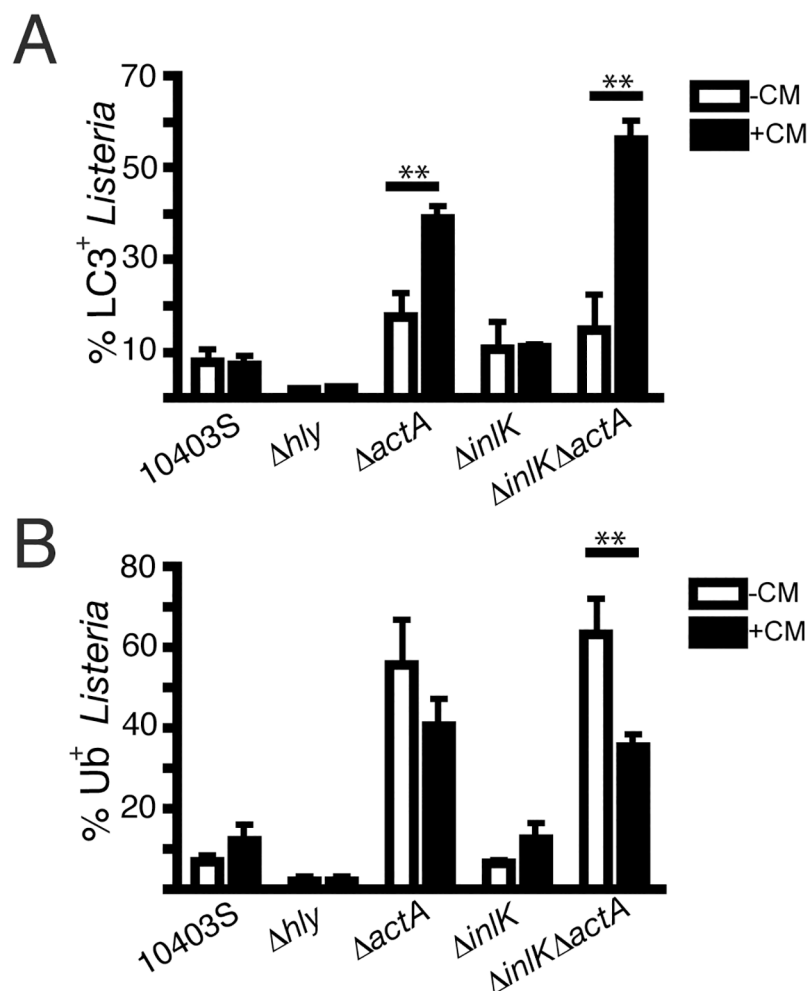 A
70
50
30
10
% LC3⁺ Listeria
**
**
-CM
+CM
10403S
Δhly
ΔactA
ΔinlK
ΔinlKΔactA
B
80
60
40
20
% Ub⁺ Listeria
**
-CM
+CM
10403S
Δhly
ΔactA
ΔinlK
ΔinlKΔactA